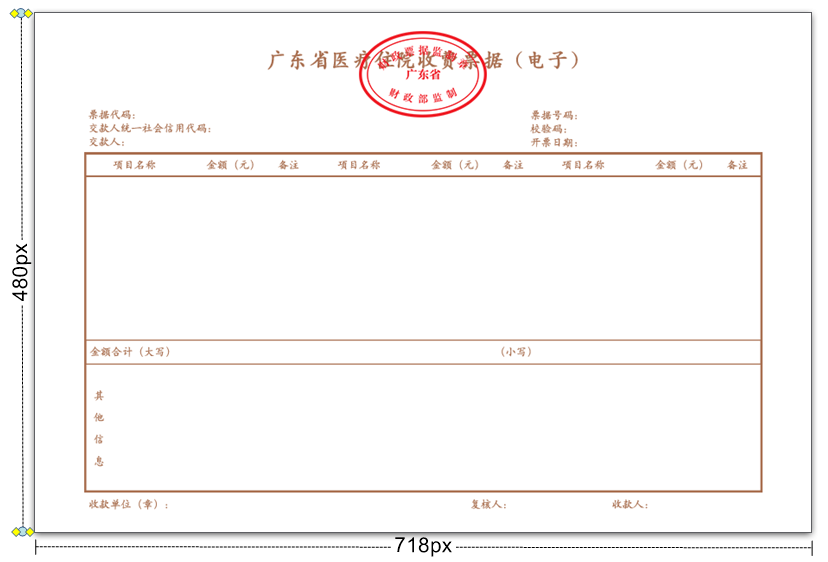 广东省医疗住院收费票据（电子）
财政票据监制章
广东省
财政部监制
票据代码：
票据号码：
交款人统一社会信用代码：
校验码：
交款人：
开票日期：
项目名称 金额（元） 备注 项目名称 金额（元） 备注 项目名称 金额（元） 备注
金额合计（大写） （小写）
其
他
信
息
收款单位（章）： 复核人： 收款人：
480px
718px